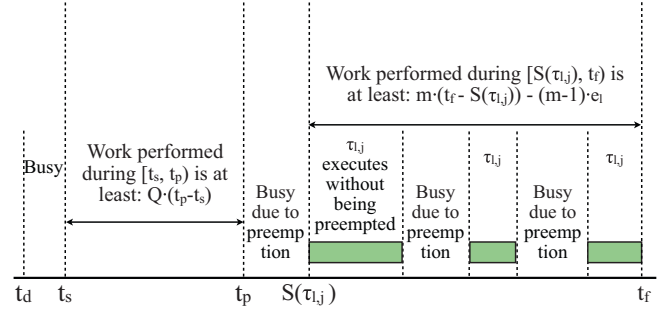 Work performed during [S(τl,j), tf) is
at least: m·(tf - S(τl,j)) - (m-1)·el
Busy
Work performed
during [ts, tp) is at
least: Q·(tp-ts)
Busy
due to
preemp
tion
τl,j
executes
without
being
preempted
Busy
due to
preemp
tion
τl,j
Busy
due to
preemp
tion
τl,j
td
ts
tp
S(τl,j)
tf